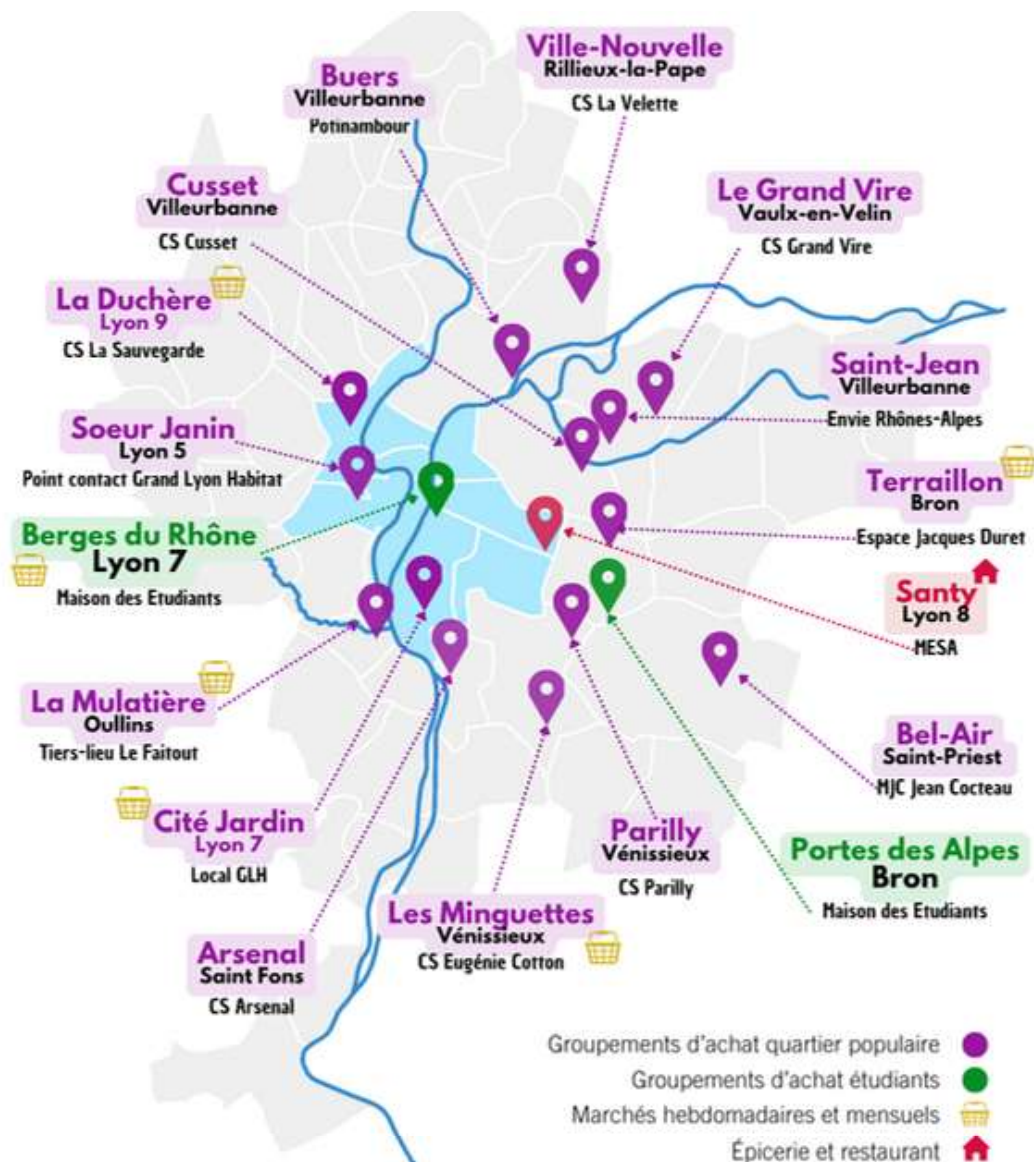 Ville-Nouvelle
Rillieux-la-Pape
CS La Velette
Buers
Villeurbanne
Potinambour
Cusset
Villeurbanne
CS Cusset
Le Grand Vire
Vaulx-en-Velin
CS Grand Vire
La Duchère
Lyon 9
CS La Sauvegarde
Saint-Jean
Villeurbanne
Envie Rhônes-Alpes
Soeur Janin
Lyon 5
Point contact Grand Lyon Habitat
Terraillon
Bron
Espace Jacques Duret
Berges du Rhône
Lyon 7
Maison des Etudiants
Santy
Lyon 8
MESA
La Mulatière
Oullins
Tiers-lieu Le Faitout
Bel-Air
Saint-Priest
MJC Jean Cocteau
Cité Jardin
Lyon 7
Local GLH
Parilly
Vénissieux
CS Parilly
Portes des Alpes
Bron
Maison des Etudiants
Les Minguettes
Vénissieux
CS Eugénie Cotton
Arsenal
Saint Fons
CS Arsenal
Groupements d'achat quartier populaire
Groupements d'achat étudiants
Marchés hebdomadaires et mensuels
Épicerie et restaurant